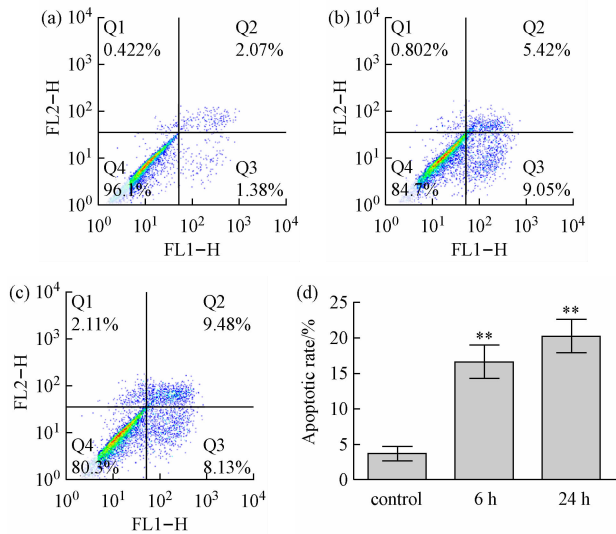 (a)
Q1
0.422%
Q2
2.07%
Q4
96.1%
Q3
1.38%
10^4
10^3
10^2
10^1
10^0
FL2-H
10^0 10^1 10^2 10^3 10^4
FL1-H
(b)
Q1
0.802%
Q2
5.42%
Q4
84.7%
Q3
9.05%
10^4
10^3
10^2
10^1
10^0
FL2-H
10^0 10^1 10^2 10^3 10^4
FL1-H
(c)
Q1
2.11%
Q2
9.48%
Q4
80.3%
Q3
8.13%
10^4
10^3
10^2
10^1
10^0
FL2-H
10^0 10^1 10^2 10^3 10^4
FL1-H
(d)
25
20
15
10
5
0
Apoptotic rate/%
**
**
control 6 h 24 h